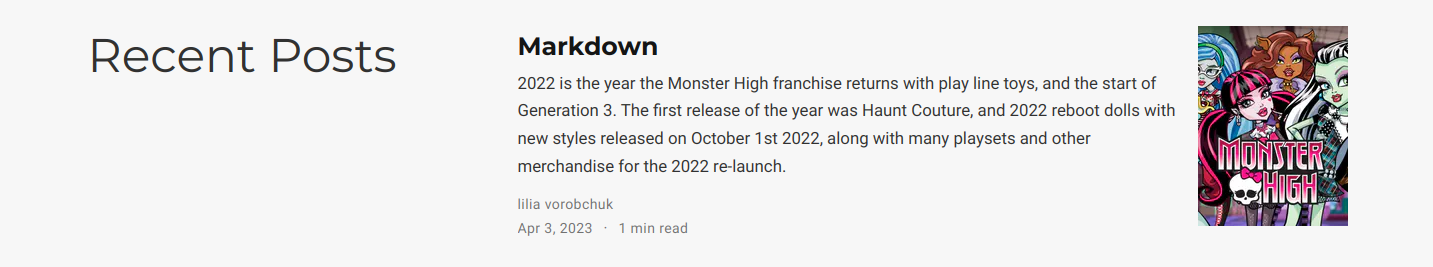 Recent Posts
Markdown
2022 is the year the Monster High franchise returns with play line toys, and the start of
Generation 3. The first release of the year was Haunt Couture, and 2022 reboot dolls with
new styles released on October 1st 2022, along with many playsets and other
merchandise for the 2022 re-launch.
lilia vorobchuk
Apr 3, 2023 · 1 min read
MONSTER
HIGH